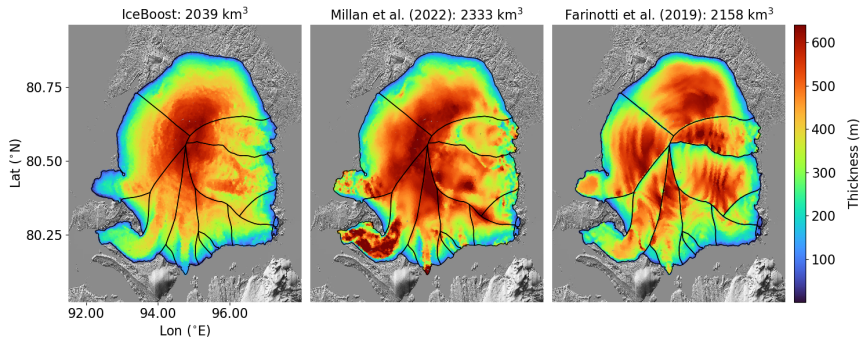 IceBoost: 2039 km³
Millan et al. (2022): 2333 km³
Farinotti et al. (2019): 2158 km³
80.75
80.50
80.25
Lat (°N)
92.00 94.00 96.00
Lon (°E)
600
500
400
300
200
100
Thickness (m)